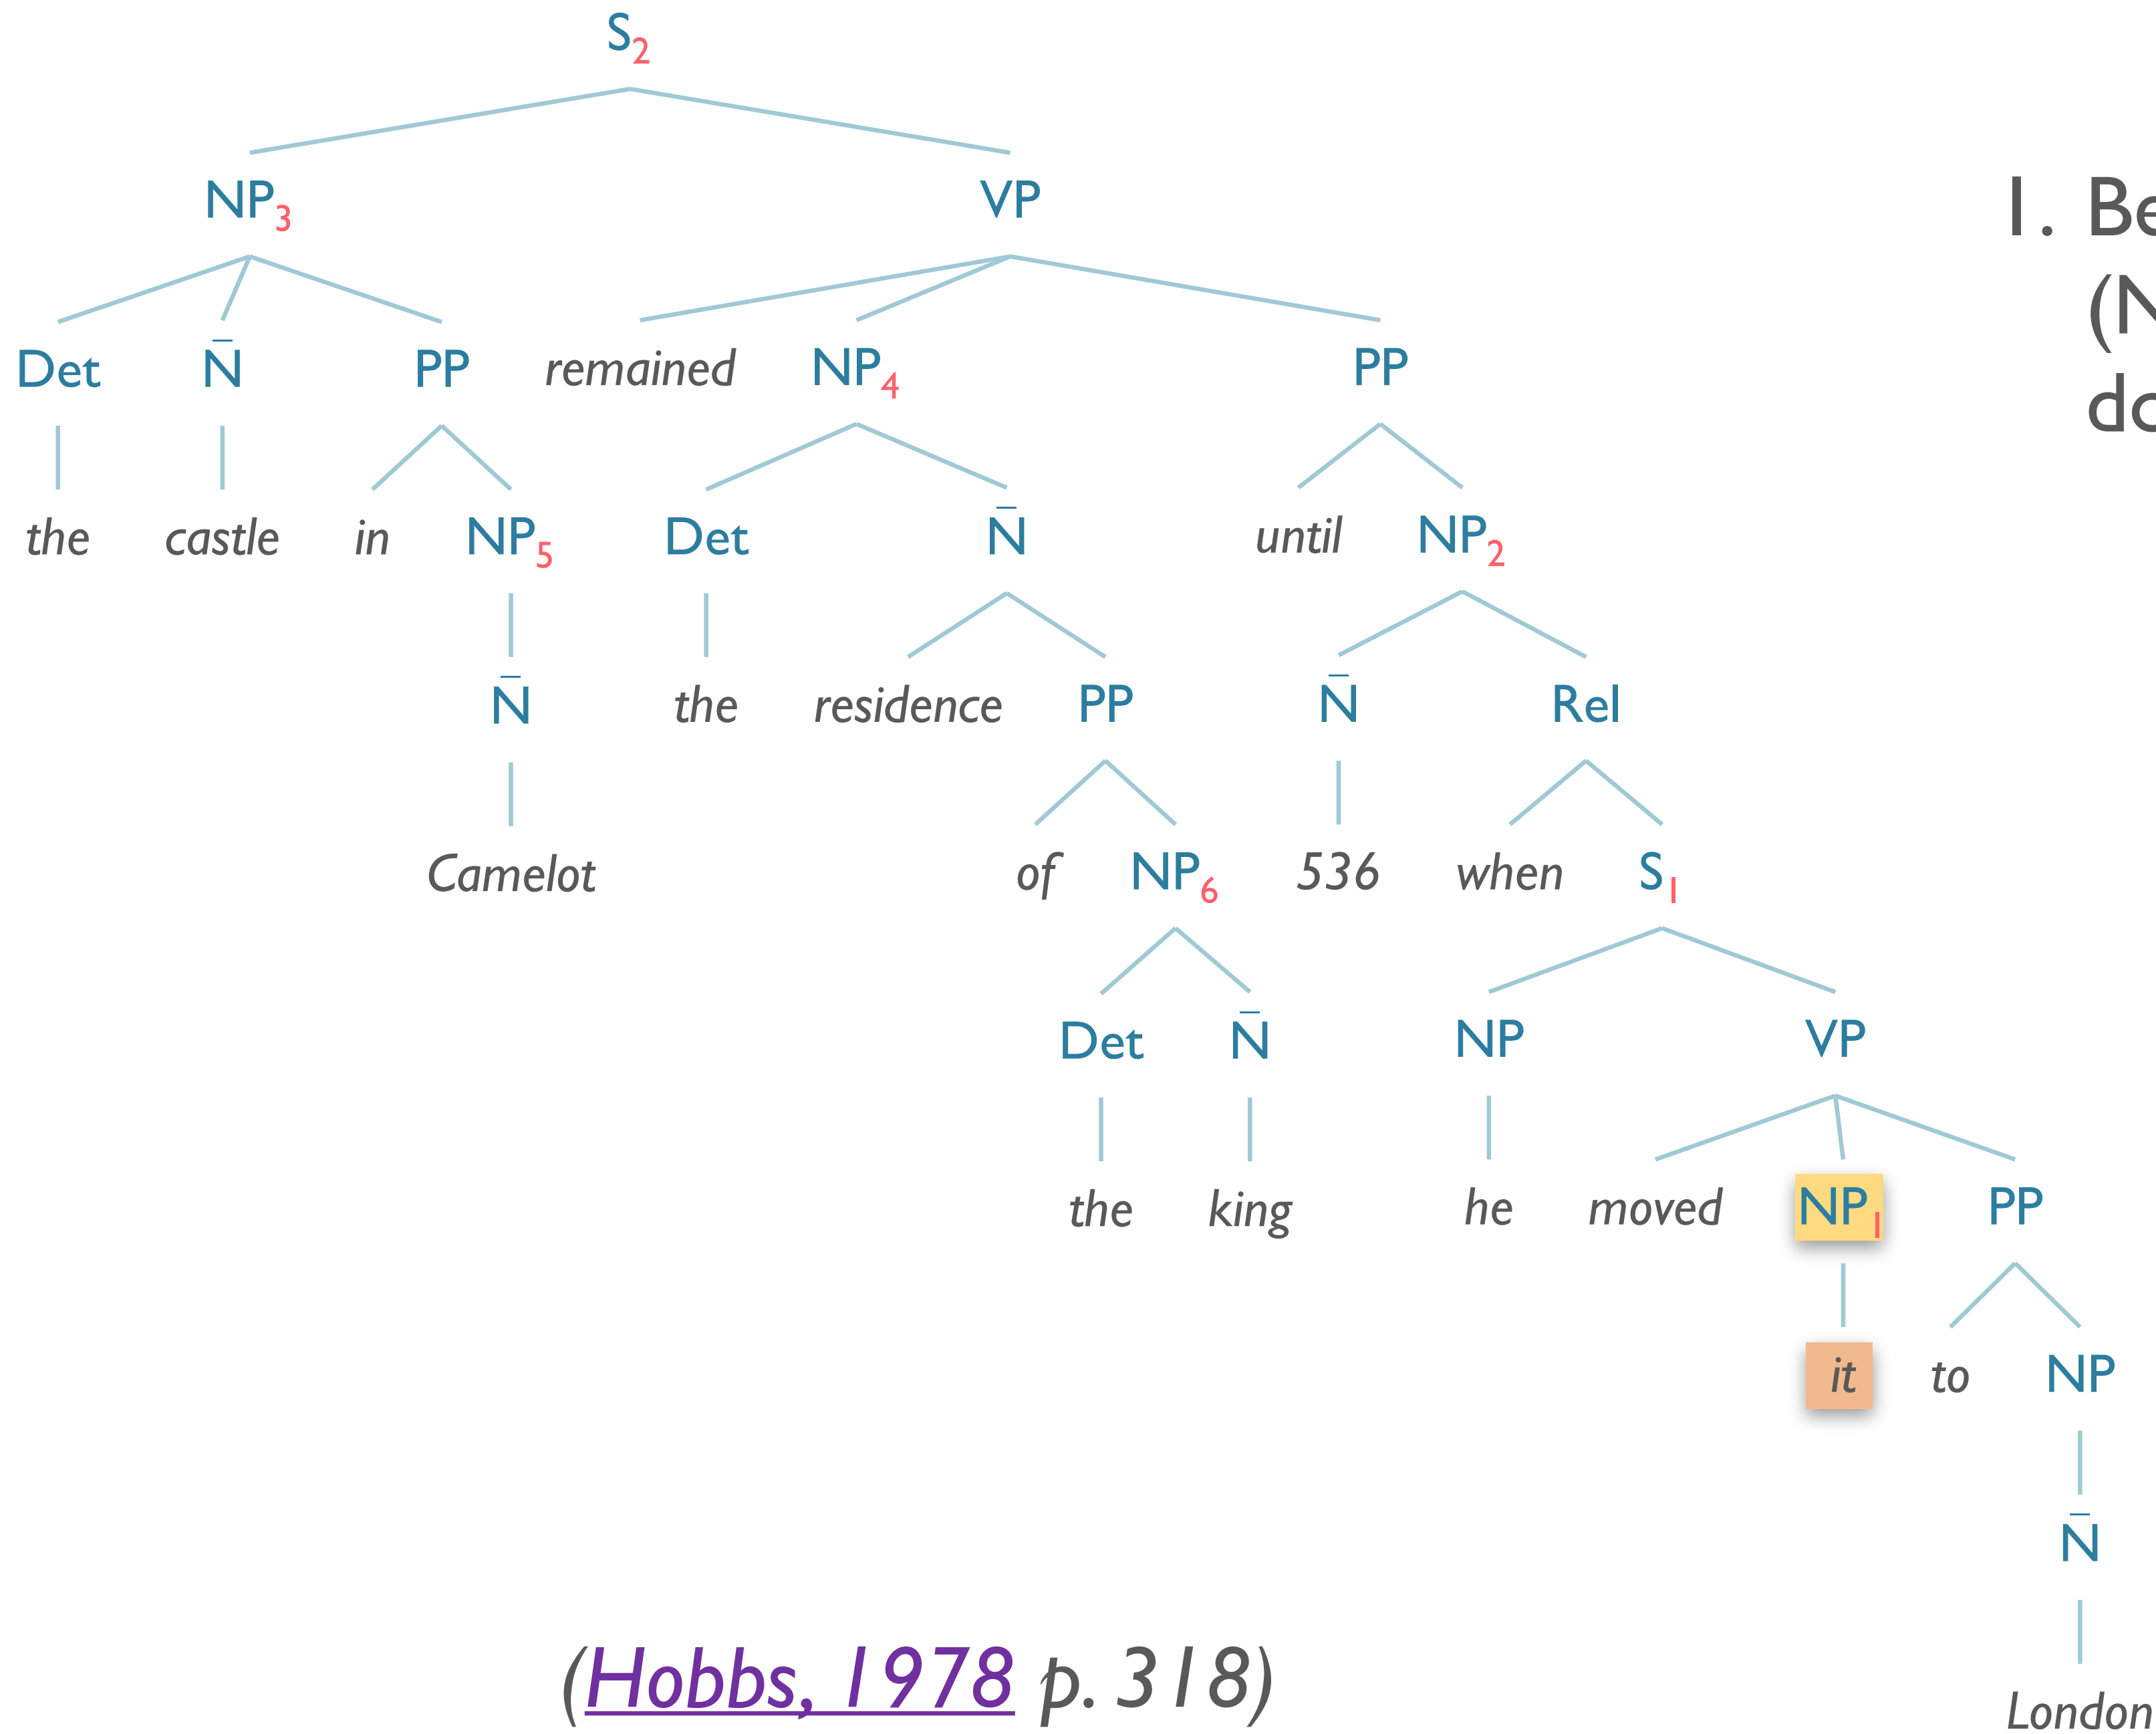 S2
NP3 VP
1. Be
Det N̄ PP remained NP4 PP
(N
do
the castle in NP5 Det N̄ until NP2
N̄ the residence PP N̄ Rel
Camelot of NP6 536 when S1
Det N̄ NP VP
the king he moved NP1 PP
it to NP
N̄
(Hobbs, 1978 p. 318)
London